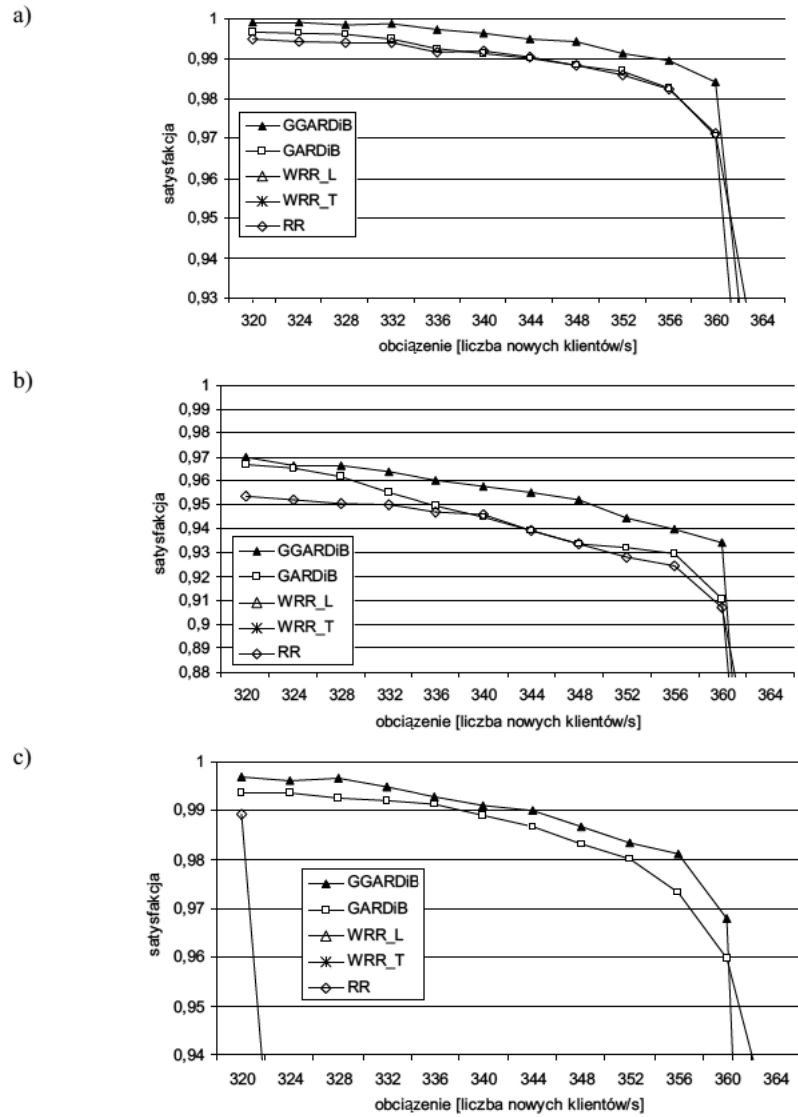 a)
1
0,99
0,98
0,97
0,96
0,95
0,94
0,93
satysfakcja
GGARDiB
GARDiB
WRR_L
WRR_T
RR
320 324 328 332 336 340 344 348 352 356 360 364
obciązenie [liczba nowych klientów/s]
b)
1
0,99
0,98
0,97
0,96
0,95
0,94
0,93
0,92
0,91
0,9
0,89
0,88
satysfakcja
GGARDiB
GARDiB
WRR_L
WRR_T
RR
320 324 328 332 336 340 344 348 352 356 360 364
obciązenie [liczba nowych klientów/s]
c)
1
0,99
0,98
0,97
0,96
0,95
0,94
satysfakcja
GGARDiB
GARDiB
WRR_L
WRR_T
RR
320 324 328 332 336 340 344 348 352 356 360 364
obciązenie [liczba nowych klientów/s]